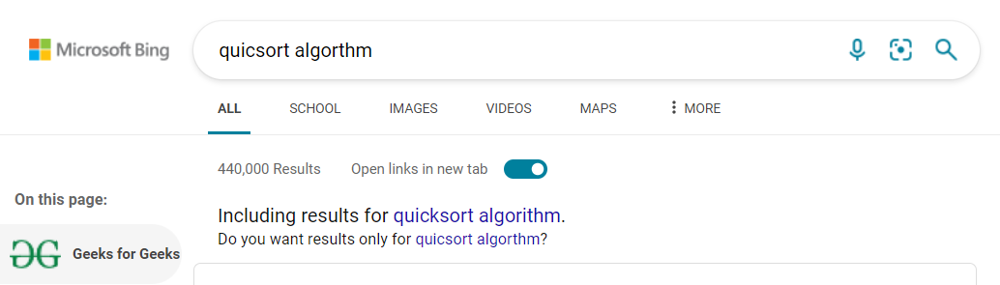 Microsoft Bing
quicsort algorthm
ALL SCHOOL IMAGES VIDEOS MAPS MORE
440,000 Results Open links in new tab
On this page:
Including results for quicksort algorithm.
Do you want results only for quicsort algorthm?
Geeks for Geeks